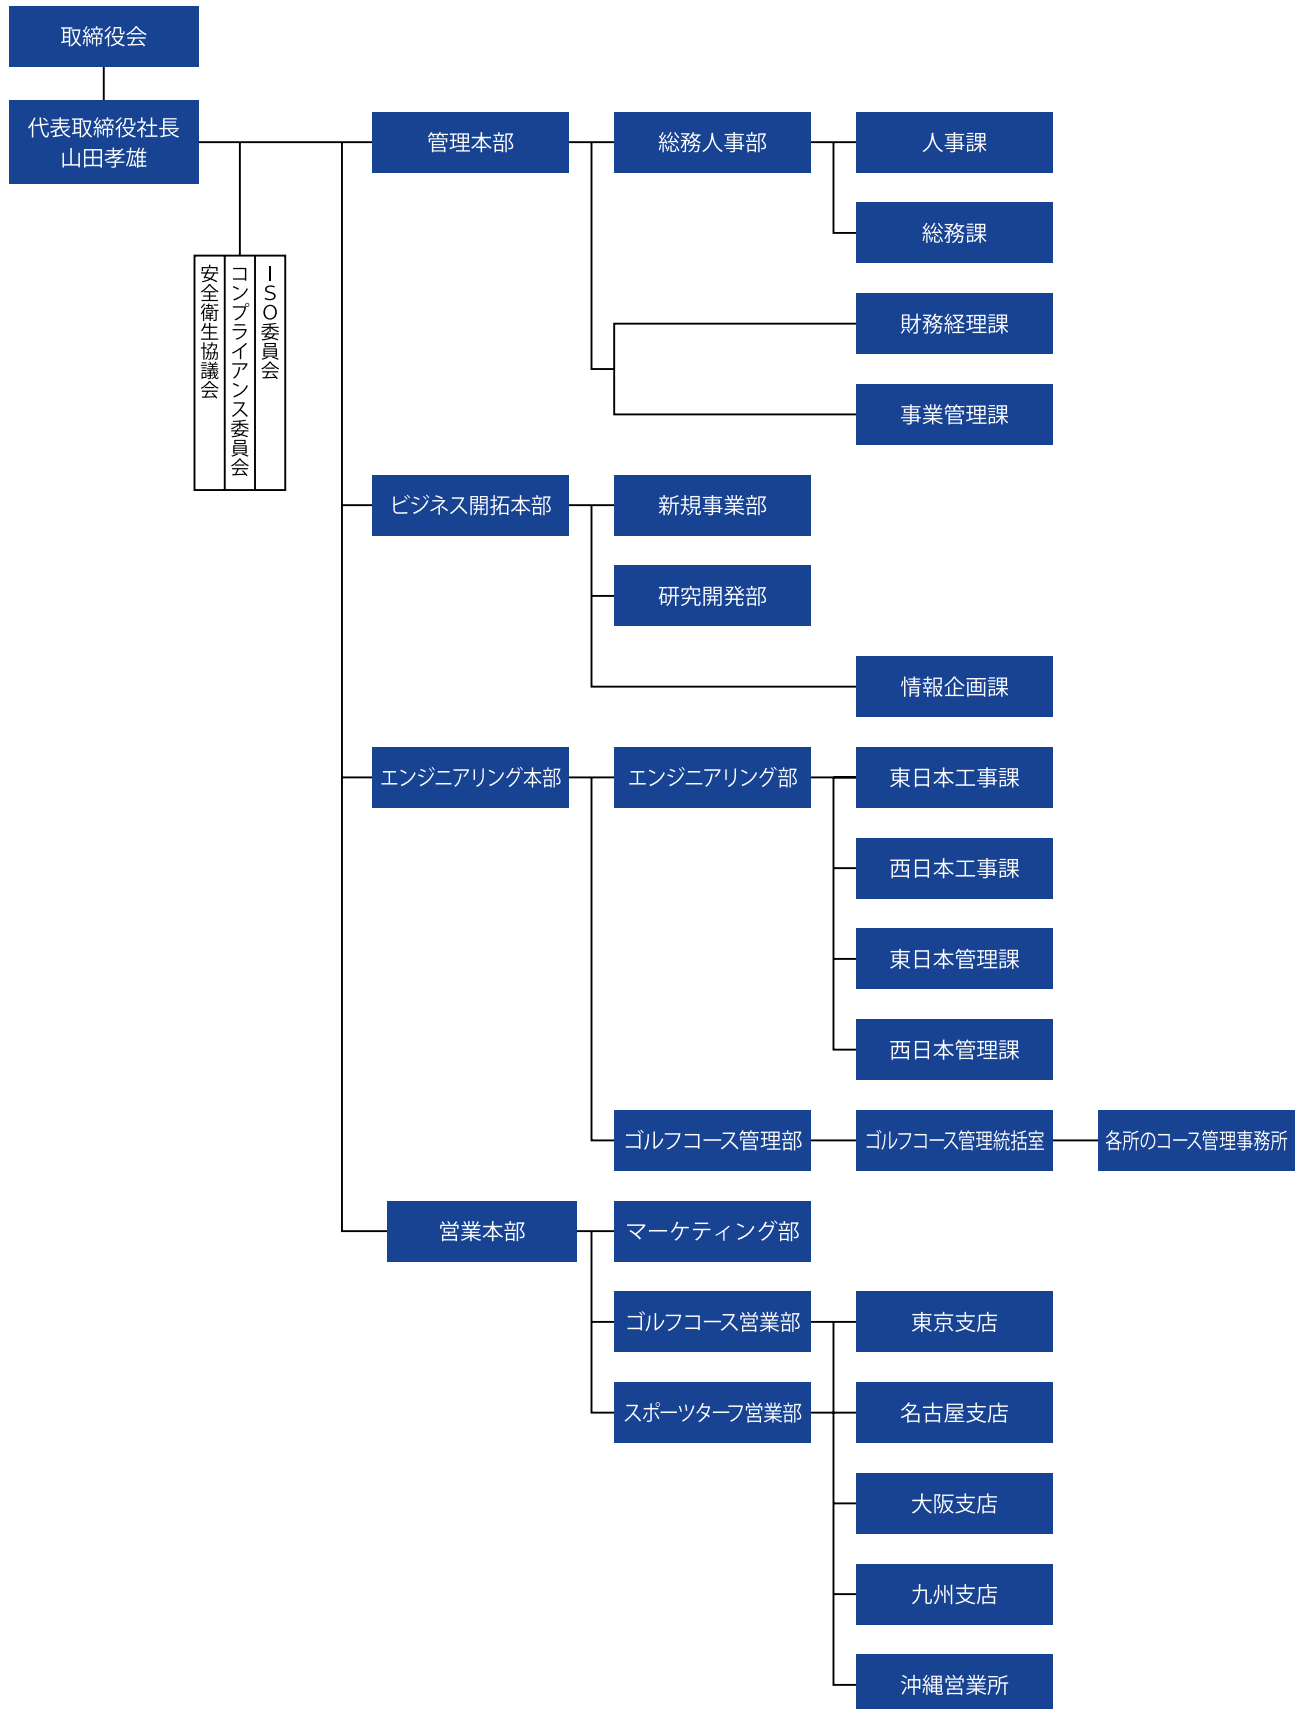 取締役会
代表取締役社長
山田孝雄
管理本部
総務人事部
人事課
総務課
ISO委員会
コンプライアンス委員会
安全衛生協議会
財務経理課
事業管理課
ビジネス開拓本部
新規事業部
研究開発部
情報企画課
エンジニアリング本部
エンジニアリング部
東日本工事課
西日本工事課
東日本管理課
西日本管理課
ゴルフコース管理部
ゴルフコース管理統括室
各所のコース管理事務所
営業本部
マーケティング部
ゴルフコース営業部
東京支店
スポーツターフ営業部
名古屋支店
大阪支店
九州支店
沖縄営業所